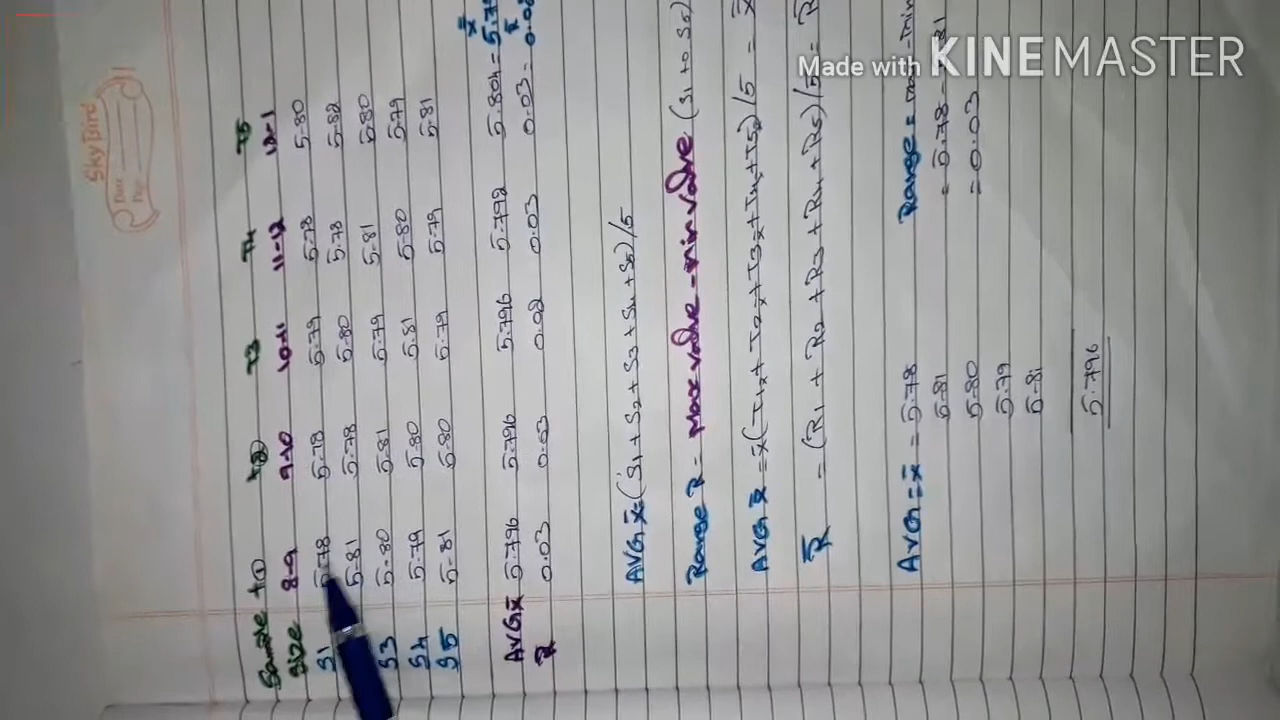 Made with KINEMASTER
SkyBird
Sample t① t② T3 T4 T5
Size 8-9 9-10 10-11 11-12 12-1
S1 5.78 5.78 5.79 5.78 5.80
5.81 5.78 5.80 5.78 5.82
S3 5.80 5.81 5.79 5.81 5.80
S4 5.79 5.80 5.81 5.80 5.79
S5 5.81 5.80 5.79 5.79 5.81
AVG X̄ 5.796 5.796 5.796 5.792 5.804 =
R 0.03 0.03 0.02 0.03 0.03 =
AVG X̄ = (S1 + S2 + S3 + S4 + S5)/5
Range R = Max value - min value (S1 to S5)
AVG X̄ = x̄(T1x + T2x + T3x + T4x + T5x)/5 =
R̄ = (R1 + R2 + R3 + R4 + R5)/5 =
AVG = x̄ = 5.78
5.81
5.80
5.79
5.81
5.796
Range = max - min
= 5.78 - 5.81
= 0.03